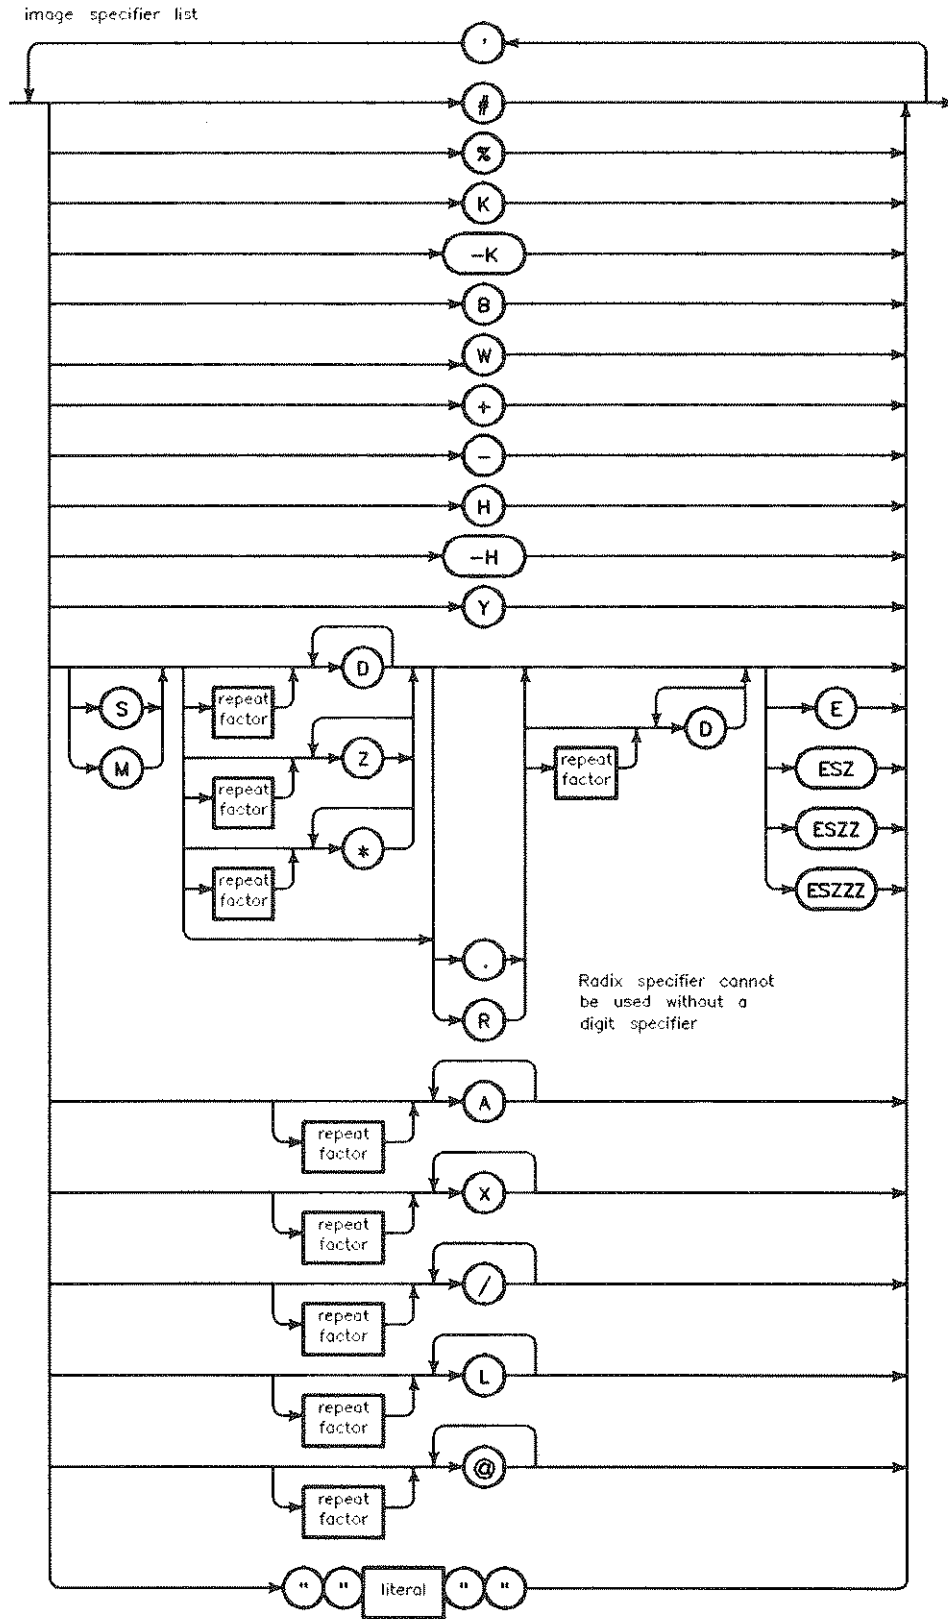 image specifier list
,
#
%
K
-K
B
W
+
-
H
-H
Y
D
S
repeat
factor
D
E
M
Z
repeat
factor
ESZ
repeat
factor
*
ESZZ
repeat
factor
ESZZZ
.
R
Radix specifier cannot
be used without a
digit specifier
A
repeat
factor
X
repeat
factor
/
repeat
factor
L
repeat
factor
@
repeat
factor
" " literal " "